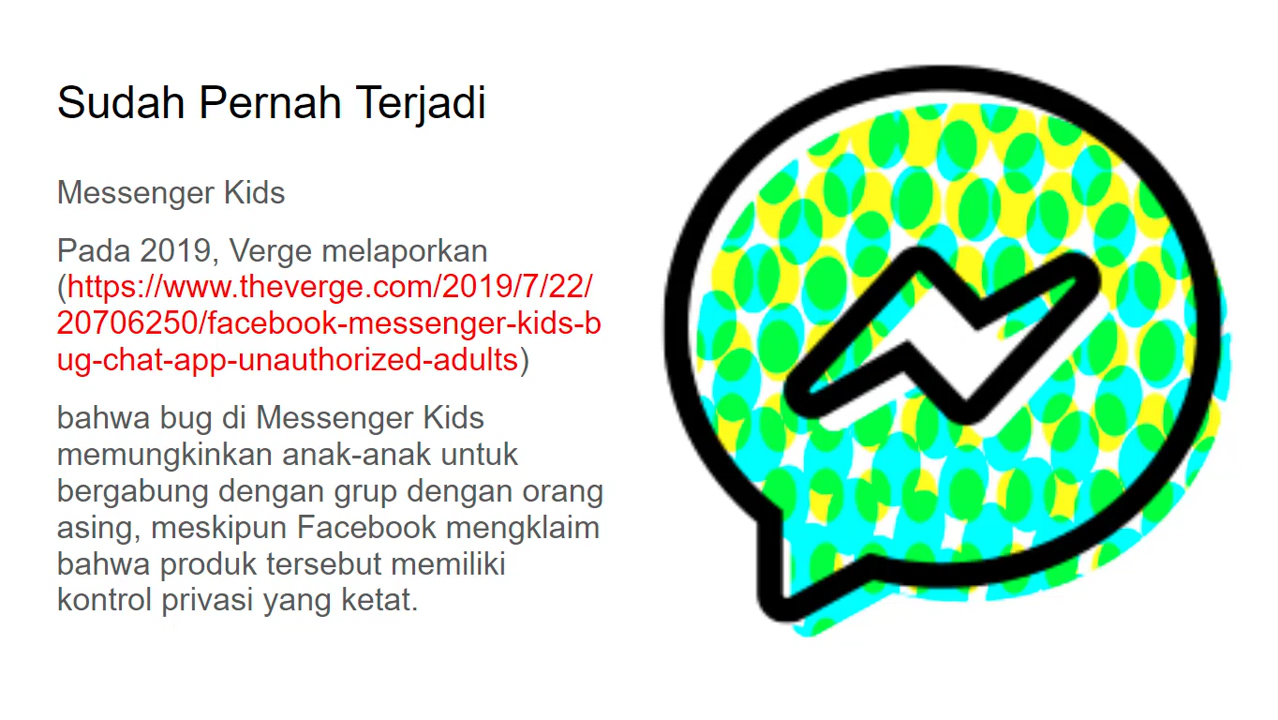 Sudah Pernah Terjadi
Messenger Kids
Pada 2019, Verge melaporkan
(https://www.theverge.com/2019/7/22/
20706250/facebook-messenger-kids-b
ug-chat-app-unauthorized-adults)
bahwa bug di Messenger Kids
memungkinkan anak-anak untuk
bergabung dengan grup dengan orang
asing, meskipun Facebook mengklaim
bahwa produk tersebut memiliki
kontrol privasi yang ketat.